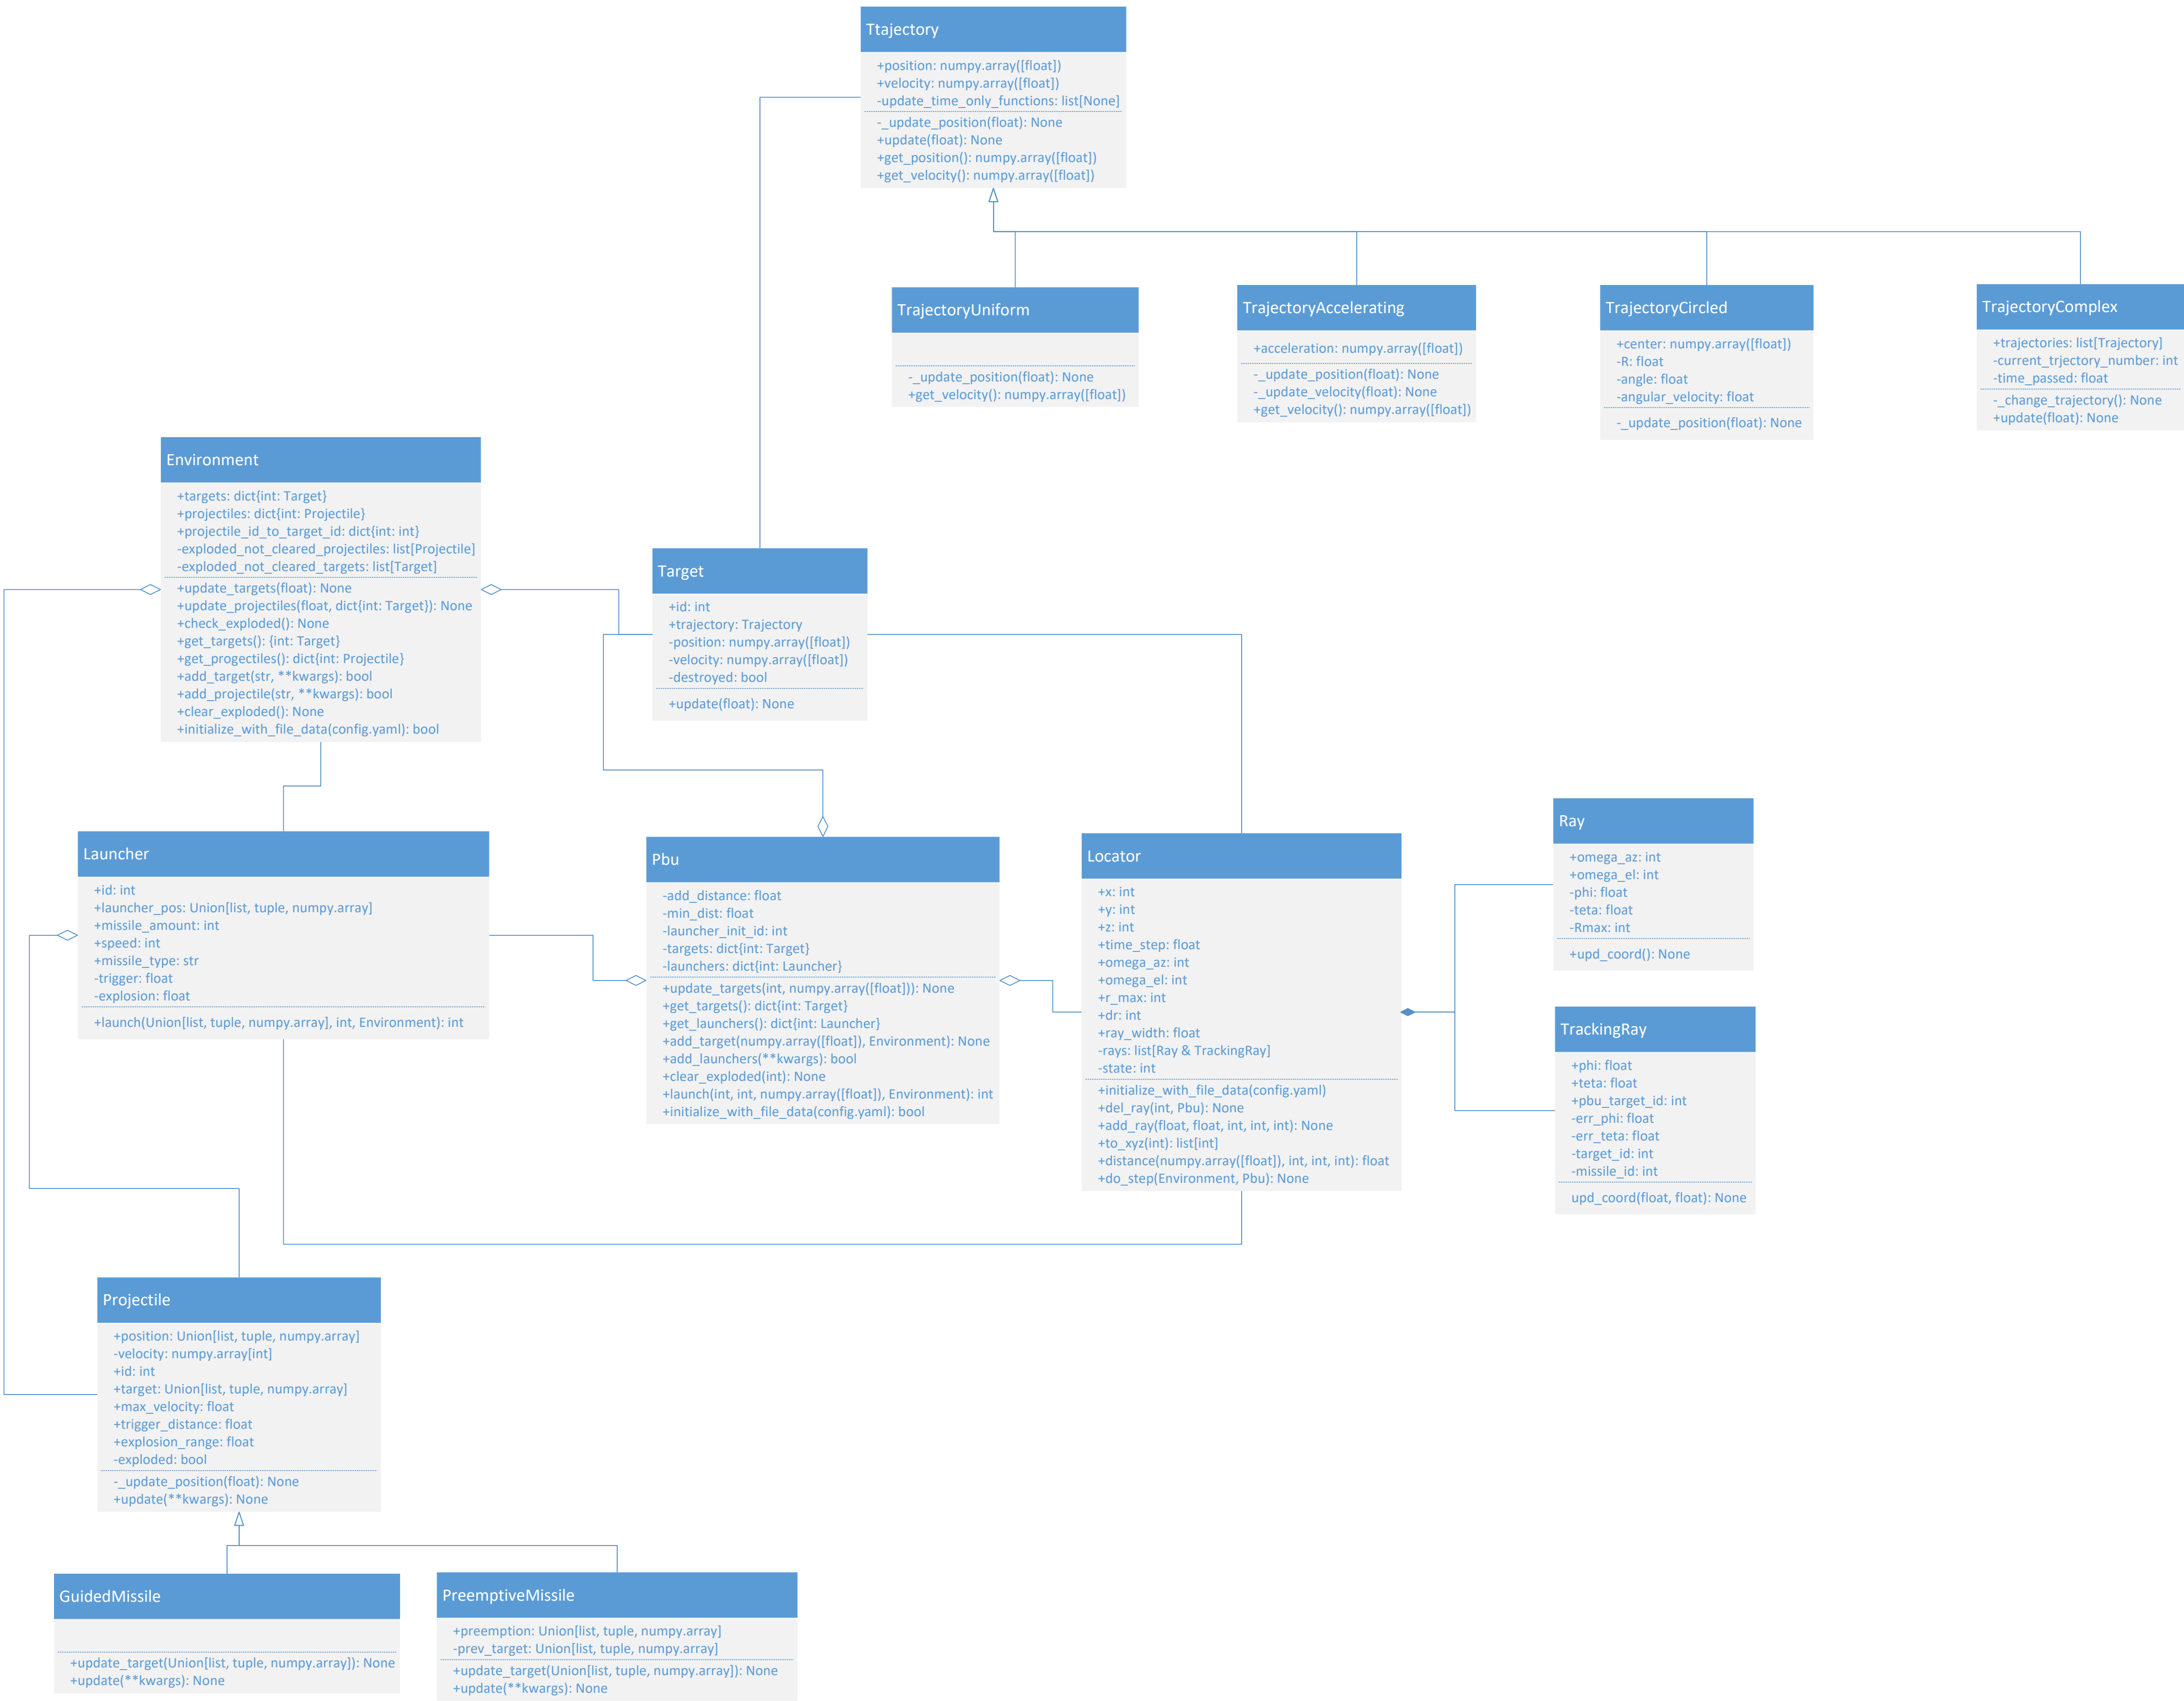 Ttajectory
+position: numpy.array([float])
+velocity: numpy.array([float])
-update_time_only_functions: list[None]
-_update_position(float): None
+update(float): None
+get_position(): numpy.array([float])
+get_velocity(): numpy.array([float])
TrajectoryUniform
-_update_position(float): None
+get_velocity(): numpy.array([float])
TrajectoryAccelerating
+acceleration: numpy.array([float])
-_update_position(float): None
-_update_velocity(float): None
+get_velocity(): numpy.array([float])
TrajectoryCircled
+center: numpy.array([float])
-R: float
-angle: float
-angular_velocity: float
-_update_position(float): None
TrajectoryComplex
+trajectories: list[Trajectory]
-current_trjectory_number: int
-time_passed: float
-_change_trajectory(): None
+update(float): None
Environment
+targets: dict{int: Target}
+projectiles: dict{int: Projectile}
+projectile_id_to_target_id: dict{int: int}
-exploded_not_cleared_projectiles: list[Projectile]
-exploded_not_cleared_targets: list[Target]
+update_targets(float): None
+update_projectiles(float, dict{int: Target}): None
+check_exploded(): None
+get_targets(): {int: Target}
+get_progectiles(): dict{int: Projectile}
+add_target(str, **kwargs): bool
+add_projectile(str, **kwargs): bool
+clear_exploded(): None
+initialize_with_file_data(config.yaml): bool
Target
+id: int
+trajectory: Trajectory
-position: numpy.array([float])
-velocity: numpy.array([float])
-destroyed: bool
+update(float): None
Launcher
+id: int
+launcher_pos: Union[list, tuple, numpy.array]
+missile_amount: int
+speed: int
+missile_type: str
-trigger: float
-explosion: float
+launch(Union[list, tuple, numpy.array], int, Environment): int
Pbu
-add_distance: float
-min_dist: float
-launcher_init_id: int
-targets: dict{int: Target}
-launchers: dict{int: Launcher}
+update_targets(int, numpy.array([float])): None
+get_targets(): dict{int: Target}
+get_launchers(): dict{int: Launcher}
+add_target(numpy.array([float]), Environment): None
+add_launchers(**kwargs): bool
+clear_exploded(int): None
+launch(int, int, numpy.array([float]), Environment): int
+initialize_with_file_data(config.yaml): bool
Locator
+x: int
+y: int
+z: int
+time_step: float
+omega_az: int
+omega_el: int
+r_max: int
+dr: int
+ray_width: float
-rays: list[Ray & TrackingRay]
-state: int
+initialize_with_file_data(config.yaml)
+del_ray(int, Pbu): None
+add_ray(float, float, int, int, int): None
+to_xyz(int): list[int]
+distance(numpy.array([float]), int, int, int): float
+do_step(Environment, Pbu): None
Ray
+omega_az: int
+omega_el: int
-phi: float
-teta: float
-Rmax: int
+upd_coord(): None
TrackingRay
+phi: float
+teta: float
+pbu_target_id: int
-err_phi: float
-err_teta: float
-target_id: int
-missile_id: int
upd_coord(float, float): None
Projectile
+position: Union[list, tuple, numpy.array]
-velocity: numpy.array[int]
+id: int
+target: Union[list, tuple, numpy.array]
+max_velocity: float
+trigger_distance: float
+explosion_range: float
-exploded: bool
-_update_position(float): None
+update(**kwargs): None
GuidedMissile
+update_target(Union[list, tuple, numpy.array]): None
+update(**kwargs): None
PreemptiveMissile
+preemption: Union[list, tuple, numpy.array]
-prev_target: Union[list, tuple, numpy.array]
+update_target(Union[list, tuple, numpy.array]): None
+update(**kwargs): None